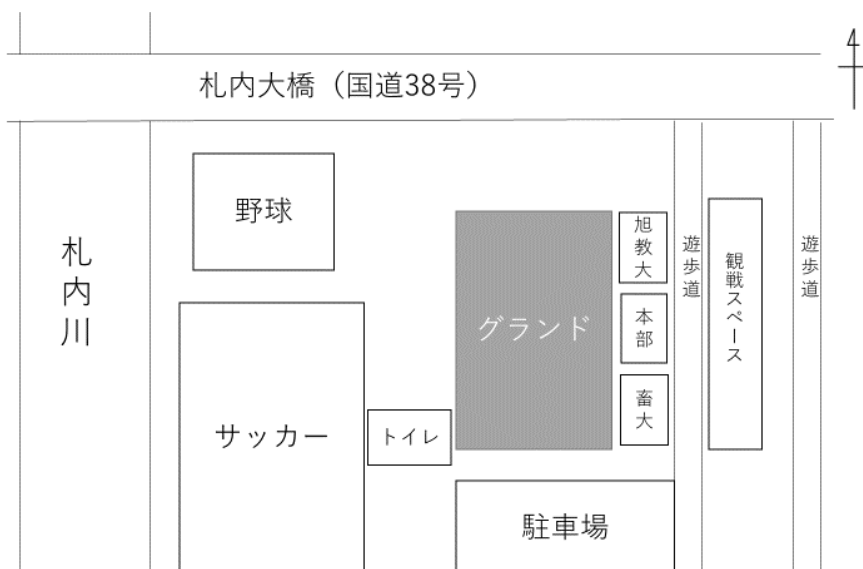 札内大橋（国道38号）
4
野球
札内川
旭教大
遊歩道
観戦スペース
遊歩道
グランド
本部
サッカー
トイレ
畜大
駐車場